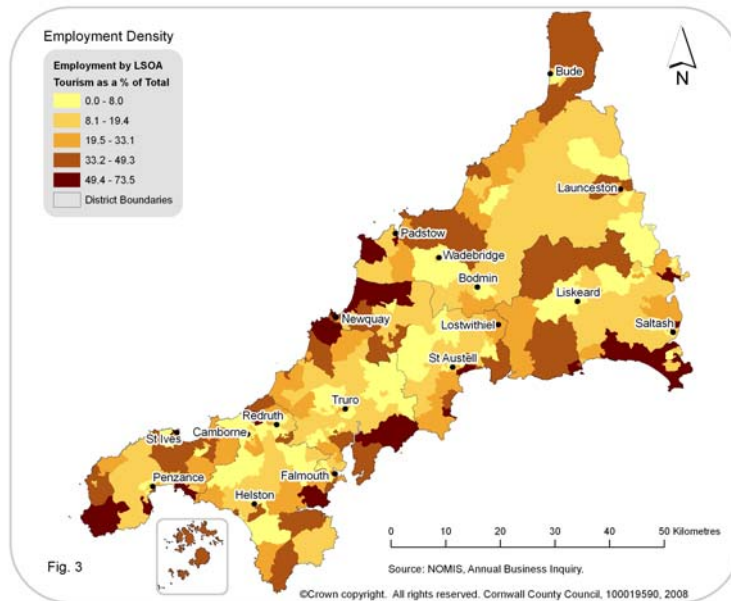 Employment Density
Employment by LSOA
Tourism as a % of Total
0.0 - 8.0
8.1 - 19.4
19.5 - 33.1
33.2 - 49.3
49.4 - 73.5
District Boundaries
N
Bude
Launceston
Padstow
Wadebridge
Bodmin
Liskeard
Newquay
Lostwithiel
Saltash
St Austell
Truro
Redruth
St Ives
Camborne
Penzance
Falmouth
Helston
0 10 20 30 40 50 Kilometres
Fig. 3
Source: NOMIS, Annual Business Inquiry.
©Crown copyright. All rights reserved. Cornwall County Council, 100019590, 2008